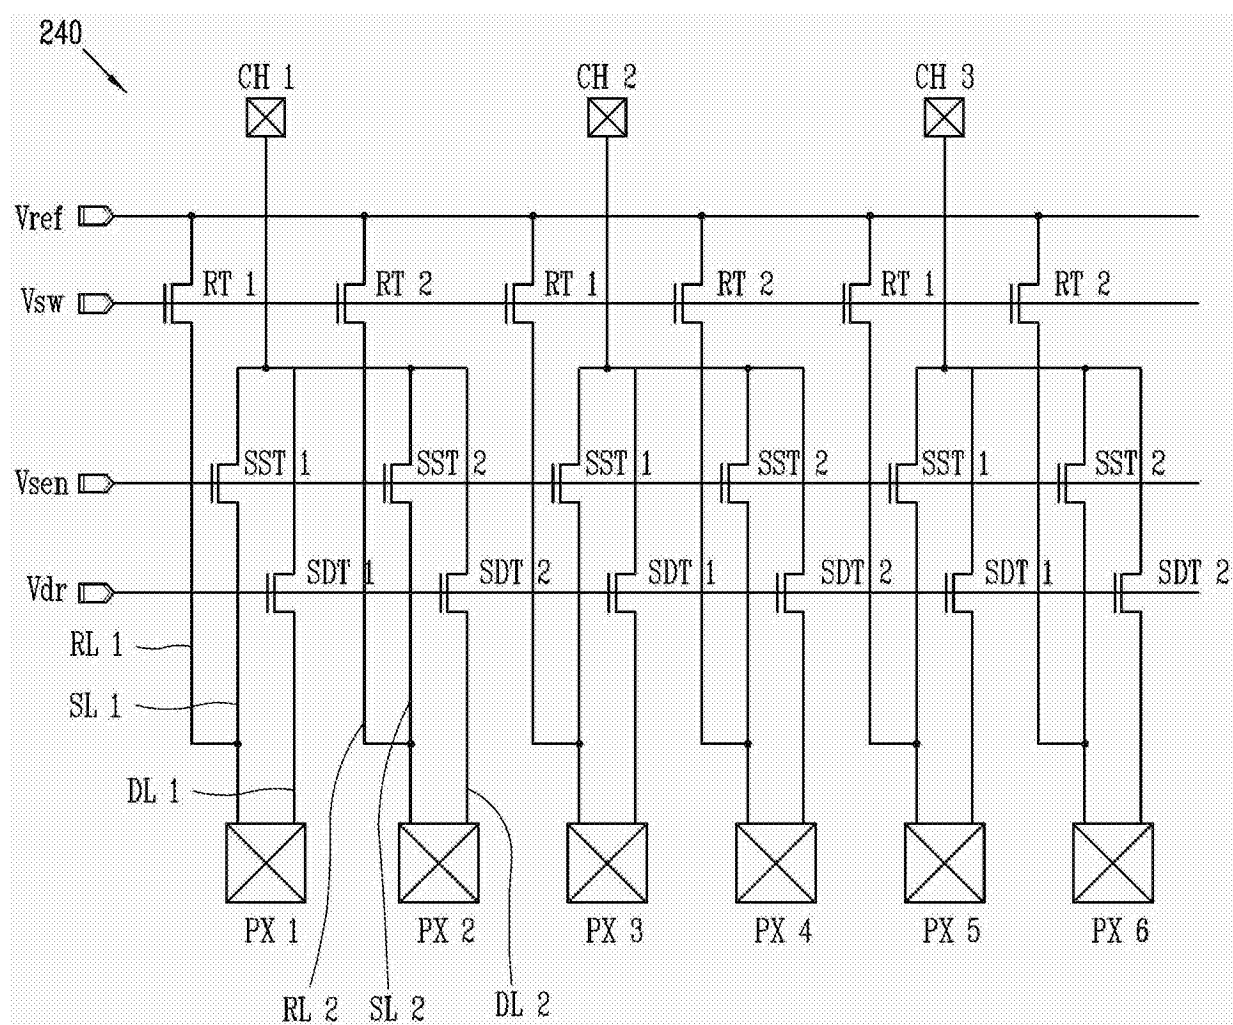 240
CH 1 CH 2 CH 3
Vref
Vsw RT 1 RT 2 RT 1 RT 2 RT 1 RT 2
Vsen SST 1 SST 2 SST 1 SST 2 SST 1 SST 2
Vdr SDT 1 SDT 2 SDT 1 SDT 2 SDT 1 SDT 2
RL 1
SL 1
DL 1
PX 1 PX 2 PX 3 PX 4 PX 5 PX 6
RL 2 SL 2 DL 2